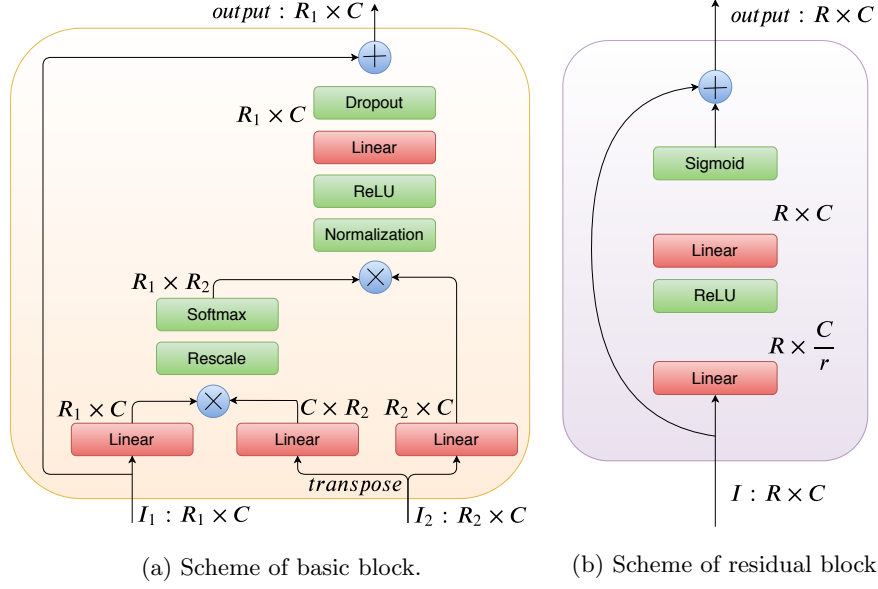 output : R₁ × C
Dropout
R₁ × C
Linear
ReLU
Normalization
R₁ × R₂
Softmax
Rescale
R₁ × C
C × R₂
R₂ × C
Linear
Linear
Linear
transpose
I₁ : R₁ × C
I₂ : R₂ × C
(a) Scheme of basic block.
output : R × C
Sigmoid
R × C
Linear
ReLU
R × C/r
Linear
I : R × C
(b) Scheme of residual block